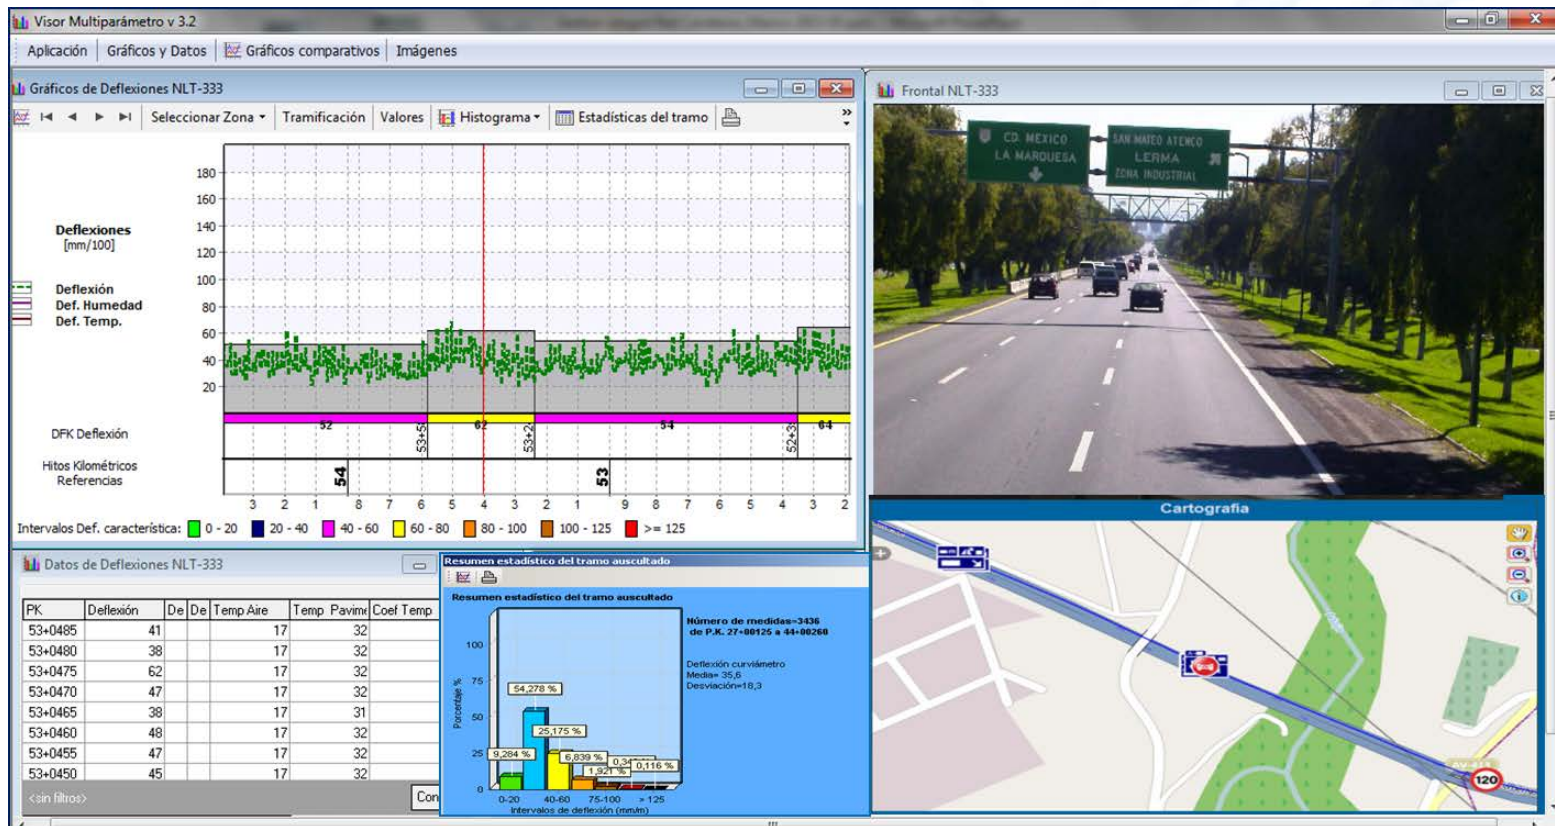 Visor Multiparámetro v 3.2
Aplicación Gráficos y Datos Gráficos comparativos Imágenes
Gráficos de Deflexiones NLT-333
Seleccionar Zona Tramificación Valores Histograma Estadísticas del tramo
180
160
140
120
100
80
60
40
20
Deflexiones
[mm/100]
Deflexión
Def. Humedad
Def. Temp.
52 62 54 64
DFK Deflexión
Hitos Kilométricos
Referencias
54 53
3 2 1 8 7 6 5 4 3 2 1 9 8 7 6 5 4 3 2
Intervalos Def. característica: 0 - 20 20 - 40 40 - 60 60 - 80 80 - 100 100 - 125 >= 125
Frontal NLT-333
CD. MEXICO
LA MARQUESA
SAN MATEO ATENCO
LERMA
ZONA INDUSTRIAL
Datos de Deflexiones NLT-333
PK Deflexión De De Temp Aire Temp Pavime Coef Temp
53+0485 41 17 32
53+0480 38 17 32
53+0475 62 17 32
53+0470 47 17 32
53+0465 38 17 31
53+0460 48 17 32
53+0455 47 17 32
53+0450 45 17 32
<sin filtros> Con
Resumen estadístico del tramo auscultado
Resumen estadístico del tramo auscultado
Número de medidas=3436
de P.K. 27+00125 a 44+00260
Deflexión curviámetro
Media= 35,6
Desviación=18,3
Porcentaje %
100
75
50
25
0
9,284 %
54,278 %
25,175 %
6,839 %
1,921 %
0,116 %
0-20 40-60 75-100 > 125
Intervalos de deflexión (mm/m)
Cartografia
120